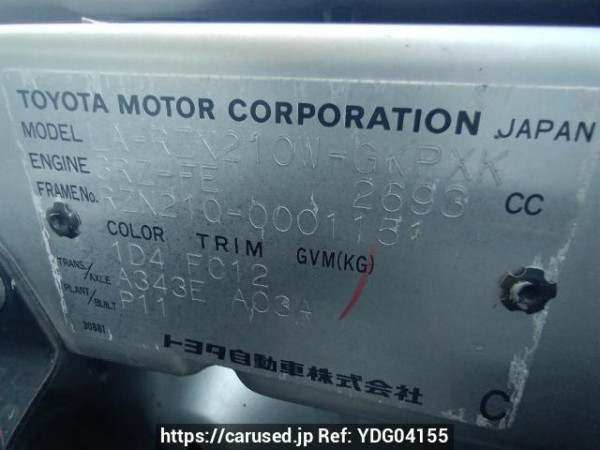 TOYOTA MOTOR CORPORATION JAPAN
MODEL LA-RZN210W-GKPXK
ENGINE 3RZ-FE 2693 CC
FRAME No. RZN210-0001151
COLOR TRIM GVM(KG)
1D4 FC12
TRANS/AXLE A343E A03A
PLANT/BUILT P11
30881
トヨタ自動車株式会社
C
https://carused.jp Ref: YDG04155